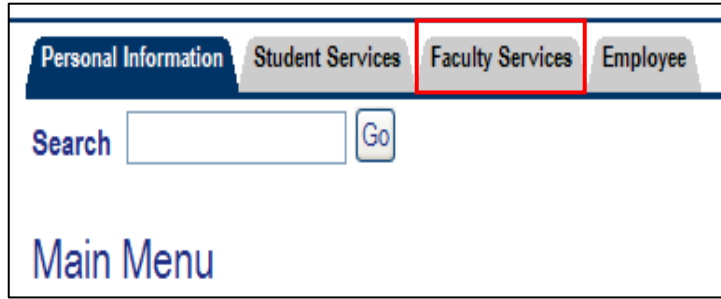 Personal Information Student Services Faculty Services Employee
Search Go
Main Menu